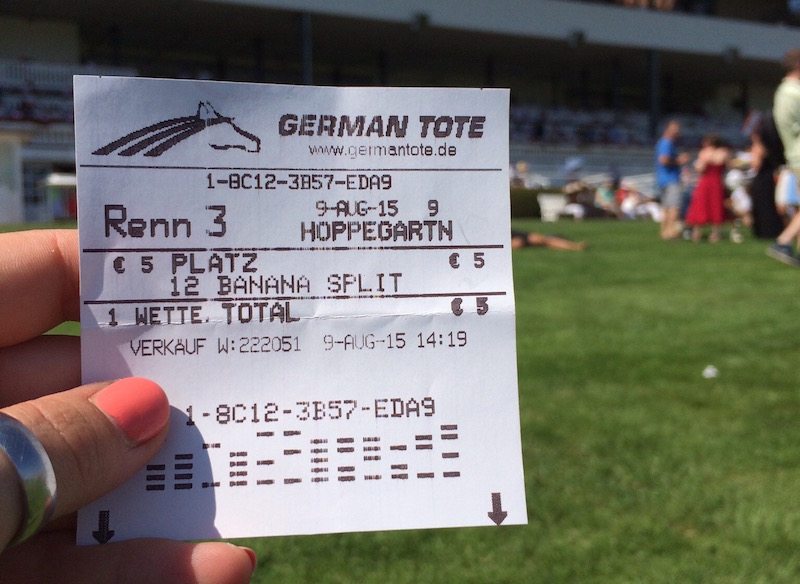 GERMAN TOTE
www.germantote.de
1-8C12-3B57-EDA9
Renn 3 9-AUG-15 9
HOPPEGARTN
€ 5 PLATZ € 5
12 BANANA SPLIT
1 WETTE, TOTAL € 5
VERKÄUF W:222051 9-AUG-15 14:19
1-8C12-3B57-EDA9